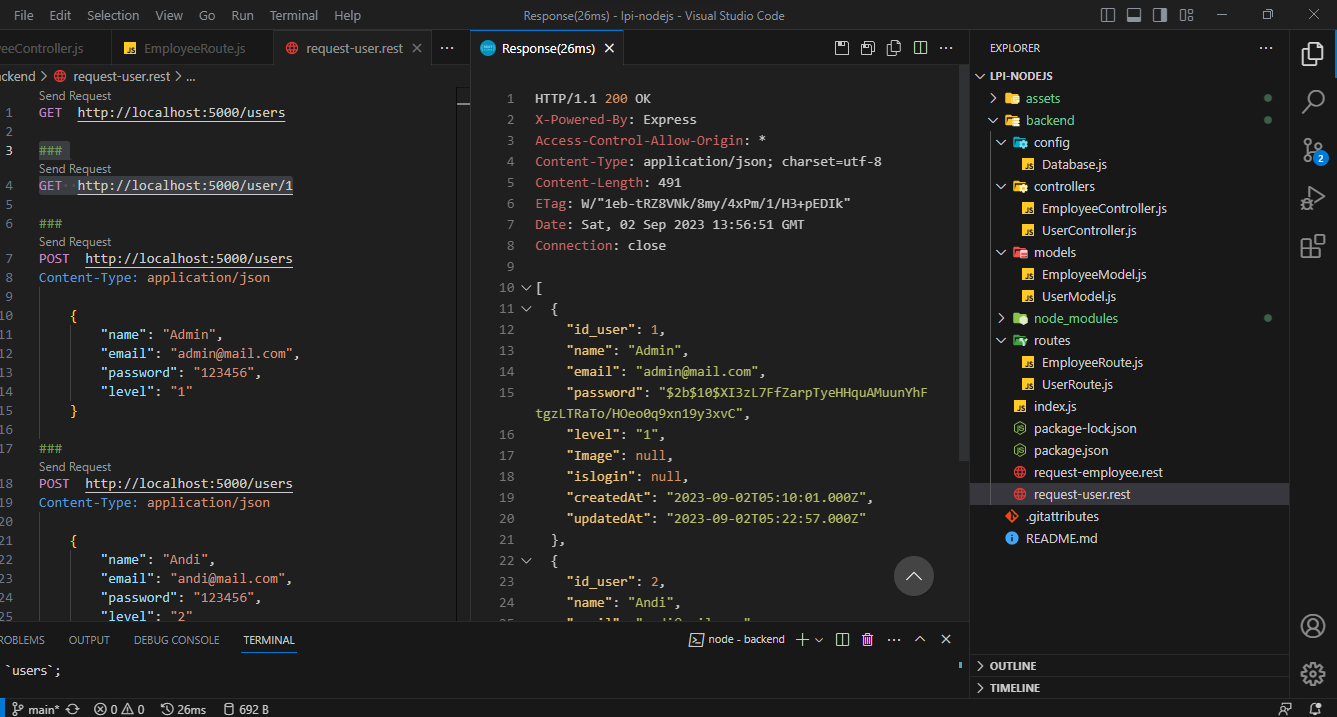 File Edit Selection View Go Run Terminal Help
Response(26ms) - lpi-nodejs - Visual Studio Code
eeController.js
EmployeeRoute.js
request-user.rest
ckend > request-user.rest > ...
Send Request
1 GET http://localhost:5000/users
2
3 ###
Send Request
4 GET http://localhost:5000/user/1
5
6 ###
Send Request
7 POST http://localhost:5000/users
8 Content-Type: application/json
9
10 {
11 "name": "Admin",
12 "email": "admin@mail.com",
13 "password": "123456",
14 "level": "1"
15 }
16
17 ###
Send Request
18 POST http://localhost:5000/users
19 Content-Type: application/json
20
21 {
22 "name": "Andi",
23 "email": "andi@mail.com",
24 "password": "123456",
25 "level": "2"
Response(26ms)
1 HTTP/1.1 200 OK
2 X-Powered-By: Express
3 Access-Control-Allow-Origin: *
4 Content-Type: application/json; charset=utf-8
5 Content-Length: 491
6 ETag: W/"1eb-tRZ8VNk/8my/4xPm/1/H3+pEDIk"
7 Date: Sat, 02 Sep 2023 13:56:51 GMT
8 Connection: close
9
10 [
11 {
12 "id_user": 1,
13 "name": "Admin",
14 "email": "admin@mail.com",
15 "password": "$2b$10$XI3zL7FfZarpTyeHHquAMuunYhF
tgzLTRaTo/HOeo0q9xn19y3xvC",
16 "level": "1",
17 "Image": null,
18 "islogin": null,
19 "createdAt": "2023-09-02T05:10:01.000Z",
20 "updatedAt": "2023-09-02T05:22:57.000Z"
21 },
22 {
23 "id_user": 2,
24 "name": "Andi",
EXPLORER
LPI-NODEJS
assets
backend
config
Database.js
controllers
EmployeeController.js
UserController.js
models
EmployeeModel.js
UserModel.js
node_modules
routes
EmployeeRoute.js
UserRoute.js
index.js
package-lock.json
package.json
request-employee.rest
request-user.rest
.gitattributes
README.md
OUTLINE
TIMELINE
2
ROBLEMS OUTPUT DEBUG CONSOLE TERMINAL
node - backend
`users`;
main* 0 0 26ms 692 B